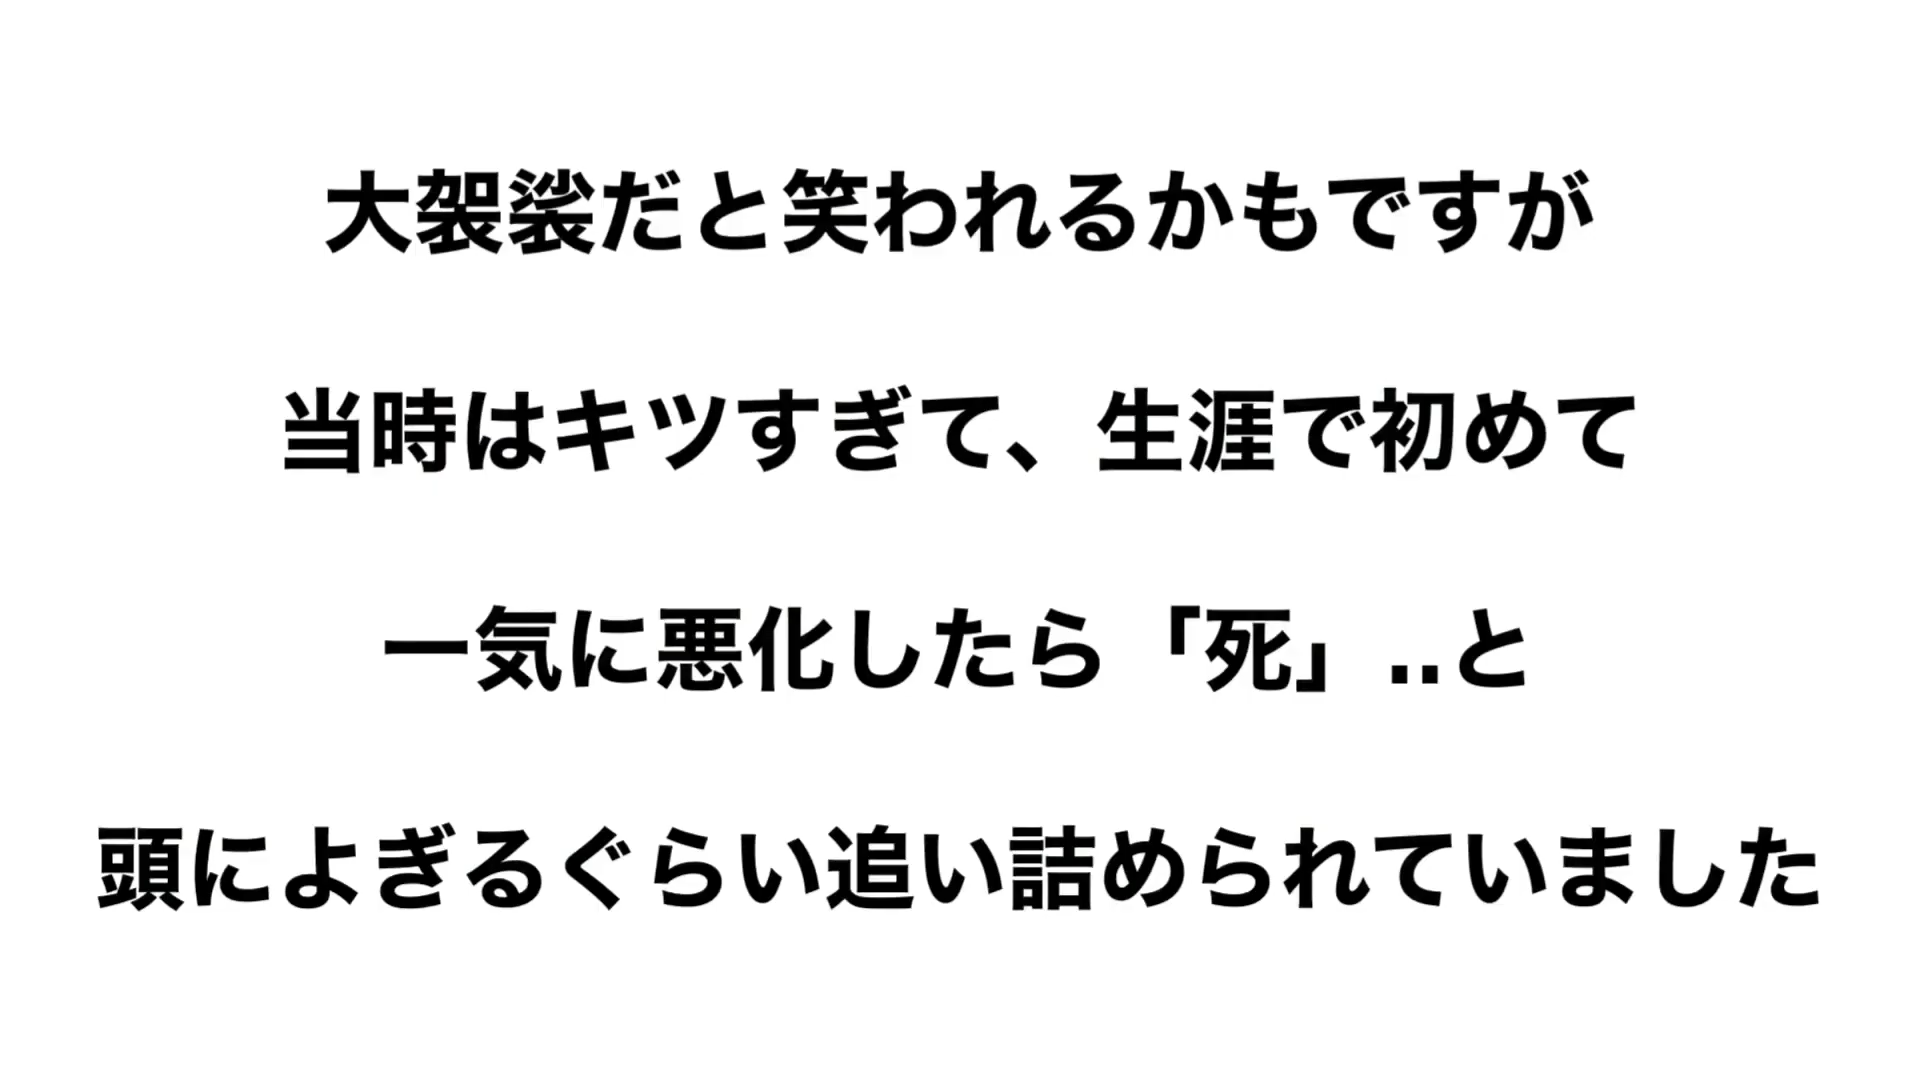 大袈裟だと笑われるかもですが
当時はキツすぎて、生涯で初めて
一気に悪化したら「死」..と
頭によぎるぐらい追い詰められていました